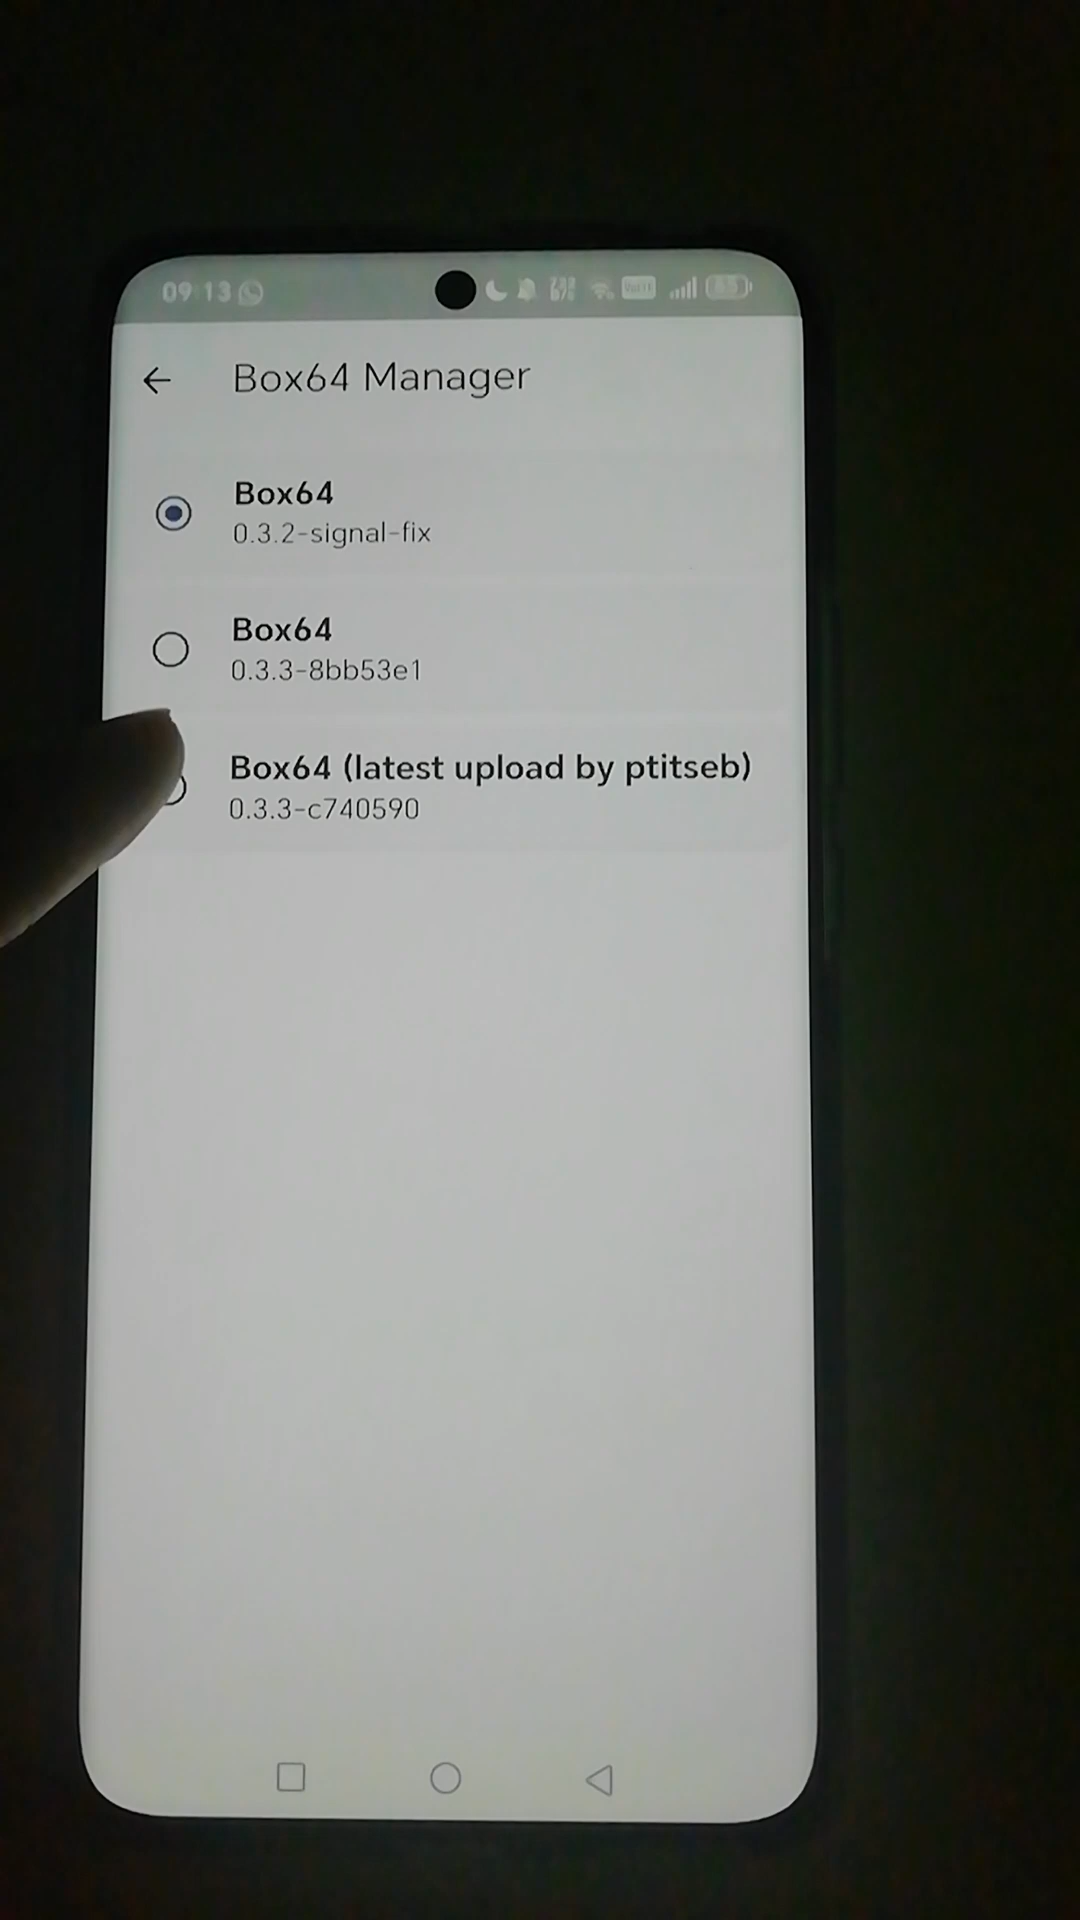 09 13
Box64 Manager
Box64
0.3.2-signal-fix
Box64
0.3.3-8bb53e1
Box64 (latest upload by ptitseb)
0.3.3-c740590